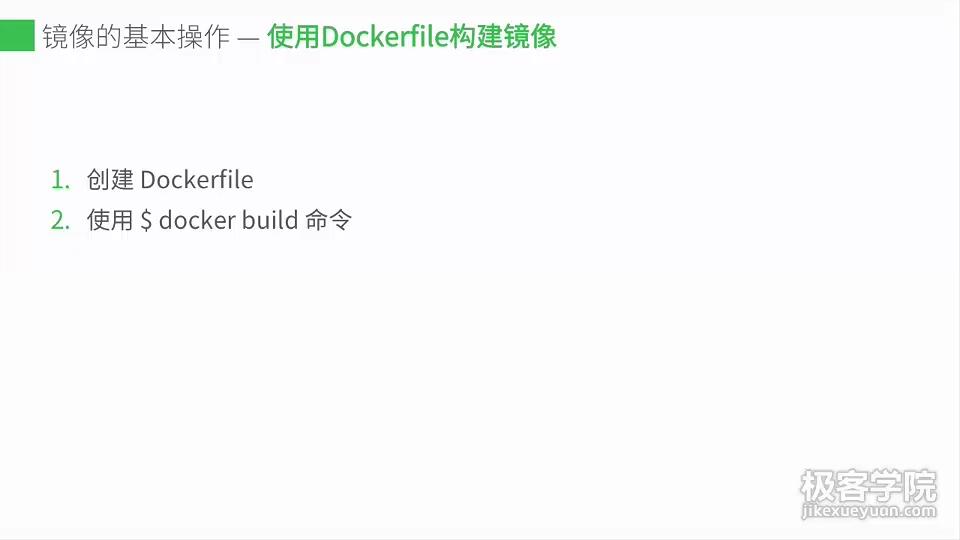 镜像的基本操作 — 使用Dockerfile构建镜像
1. 创建 Dockerfile
2. 使用 $ docker build 命令
极客学院
jikexueyuan.com